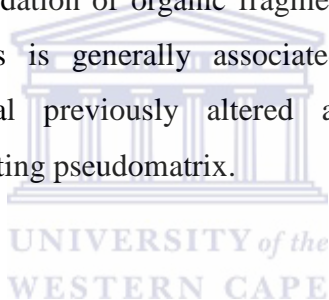 dation of organic fragme
s is generally associate
al previously altered a
ting pseudomatrix.
UNIVERSITY of the
WESTERN CAPE